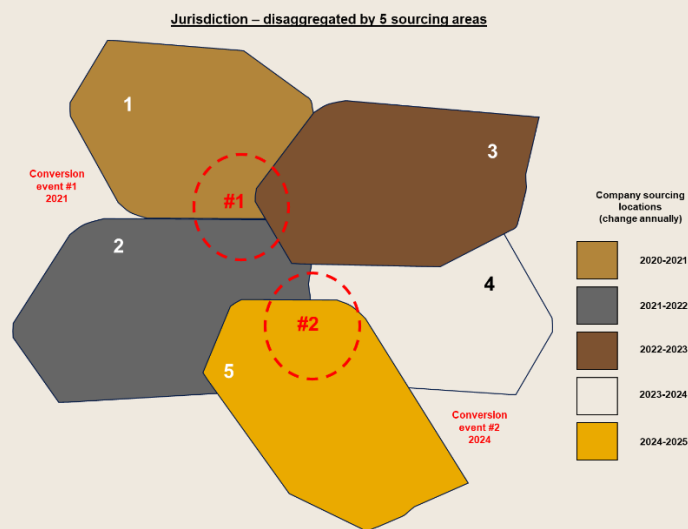 Jurisdiction – disaggregated by 5 sourcing areas
1
3
Conversion
event #1
2021
#1
Company sourcing
locations
(change annually)
2
2020-2021
4
2021-2022
#2
5
2022-2023
2023-2024
Conversion
event #2
2024
2024-2025